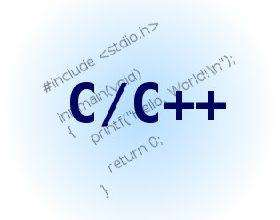 #include <stdio.h>
int main(void)
{
printf("Hello, World!\n");
return 0;
}
C/C++